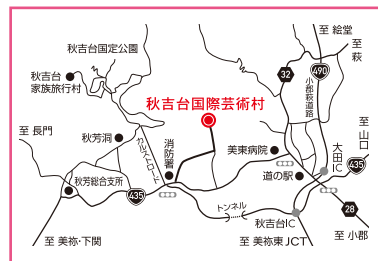 至 絵堂
至
萩
秋吉台国定公園
秋吉台
家族旅行村
32
490
小郡萩道路
秋吉台国際芸術村
至 長門
秋芳洞
カルストロード
消防署
美東病院
大田IC
435
至 山口
秋芳総合支所
道の駅
435
トンネル
秋吉台IC
28
至 美祢・下関
至 美祢東JCT
至 小郡